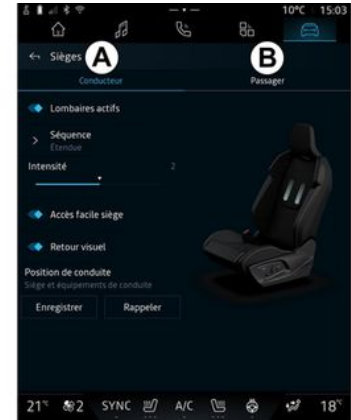 10°C 15:03
Sièges A B
Conducteur Passager
Lombaires actifs
Séquence
Étendue
Intensité 2
Accès facile siège
Retour visuel
Position de conduite
Siège et équipements de conduite
Enregistrer Rappeler
21°C 2 SYNC A/C 18°C